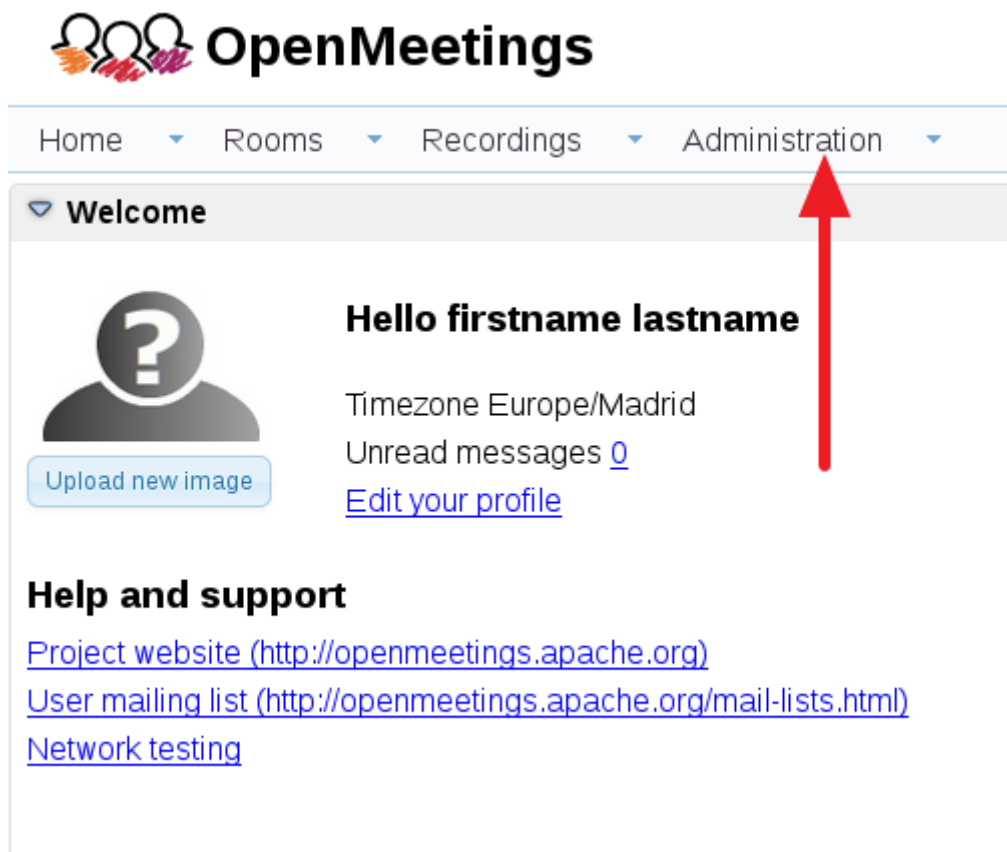 OpenMeetings
Home Rooms Recordings Administration
Welcome
?
Hello firstname lastname
Timezone Europe/Madrid
Unread messages 0
Upload new image
Edit your profile
Help and support
Project website (http://openmeetings.apache.org)
User mailing list (http://openmeetings.apache.org/mail-lists.html)
Network testing